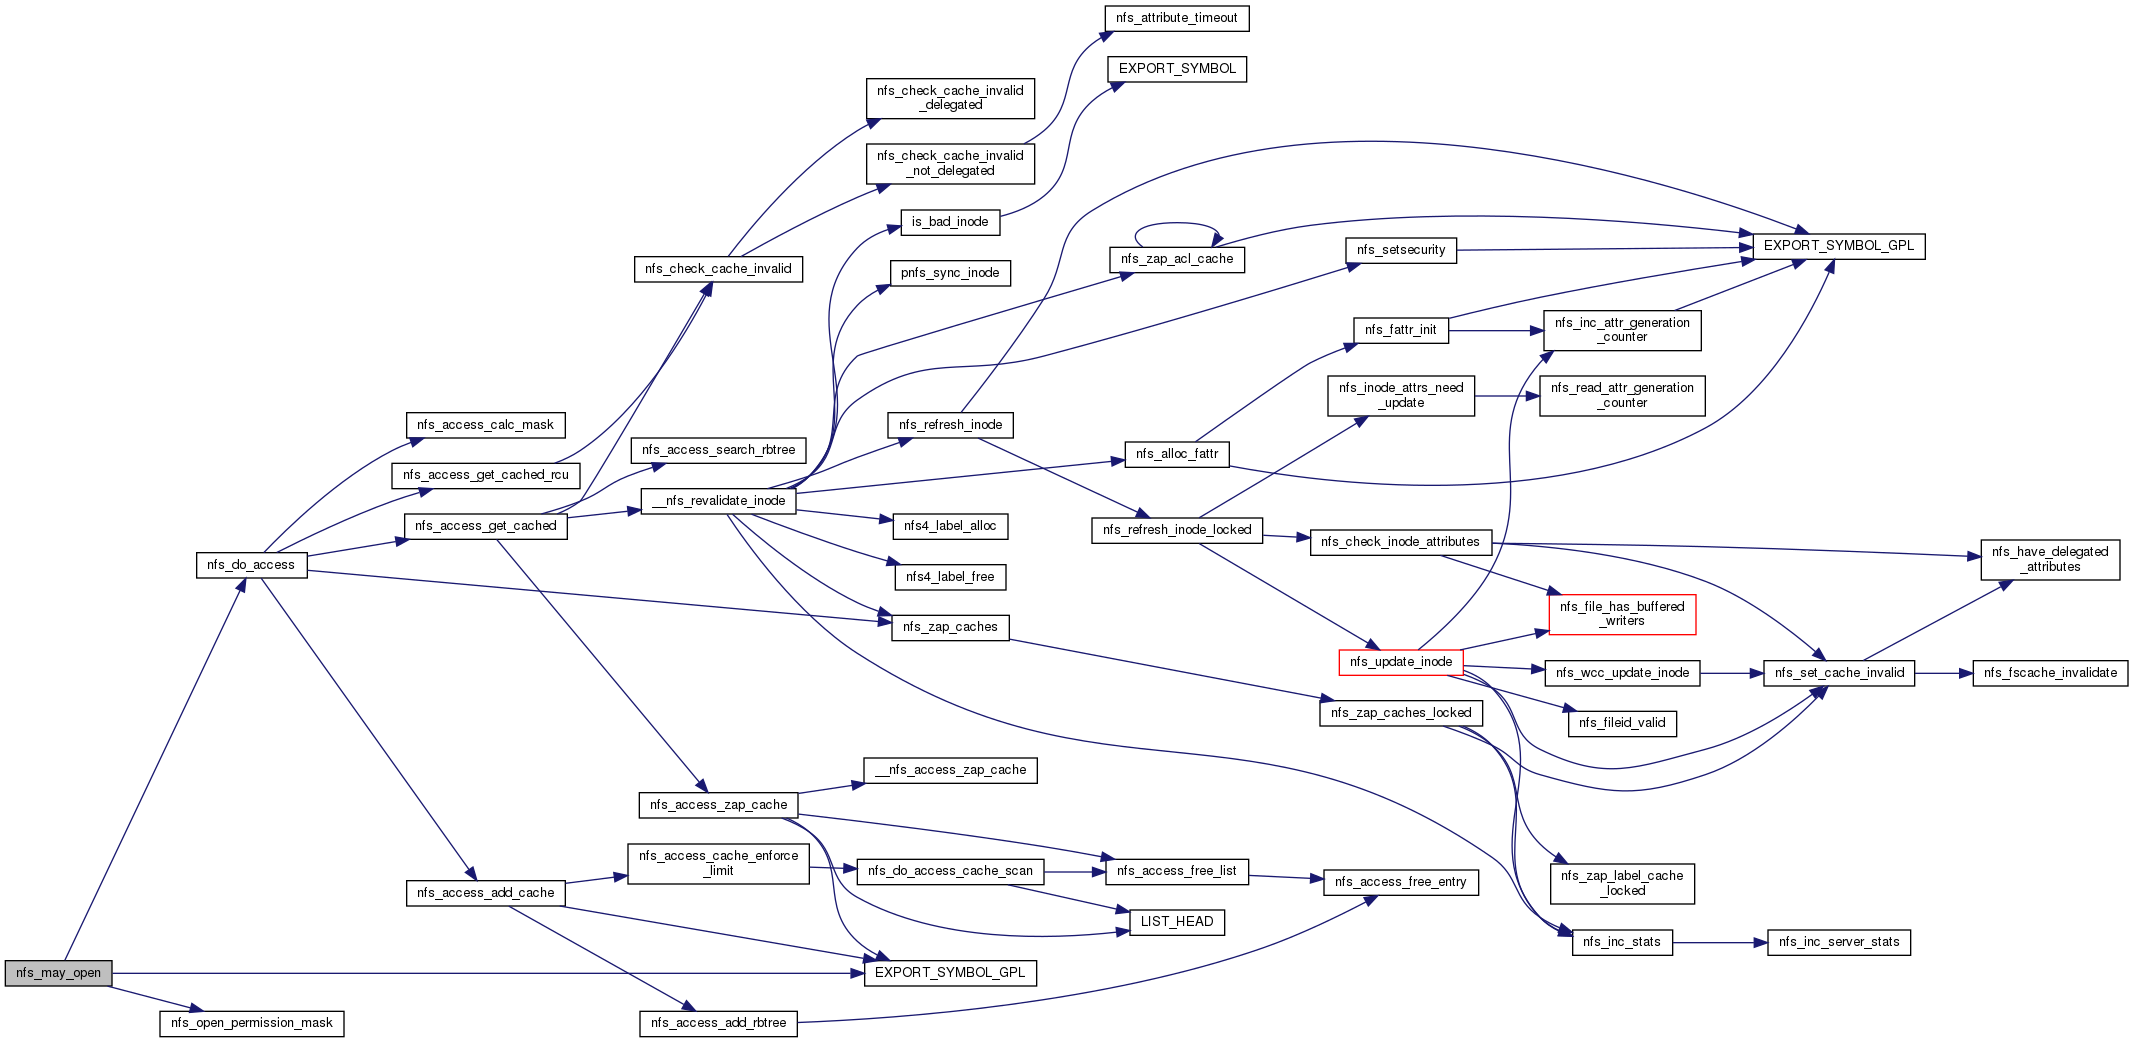 nfs_attribute_timeout
EXPORT_SYMBOL
nfs_check_cache_invalid
_delegated
nfs_check_cache_invalid
_not_delegated
is_bad_inode
EXPORT_SYMBOL_GPL
nfs_setsecurity
nfs_zap_acl_cache
nfs_check_cache_invalid
pnfs_sync_inode
nfs_fattr_init
nfs_inc_attr_generation
_counter
nfs_inode_attrs_need
_update
nfs_read_attr_generation
_counter
nfs_access_calc_mask
nfs_refresh_inode
nfs_access_search_rbtree
nfs_alloc_fattr
nfs_access_get_cached_rcu
__nfs_revalidate_inode
nfs_access_get_cached
nfs4_label_alloc
nfs_refresh_inode_locked
nfs_check_inode_attributes
nfs_have_delegated
_attributes
nfs_do_access
nfs4_label_free
nfs_file_has_buffered
_writers
nfs_zap_caches
nfs_update_inode
nfs_wcc_update_inode
nfs_set_cache_invalid
nfs_fscache_invalidate
nfs_zap_caches_locked
nfs_fileid_valid
__nfs_access_zap_cache
nfs_access_zap_cache
nfs_access_cache_enforce
_limit
nfs_do_access_cache_scan
nfs_access_free_list
nfs_access_free_entry
nfs_zap_label_cache
_locked
nfs_access_add_cache
LIST_HEAD
nfs_inc_stats
nfs_inc_server_stats
nfs_may_open
EXPORT_SYMBOL_GPL
nfs_open_permission_mask
nfs_access_add_rbtree